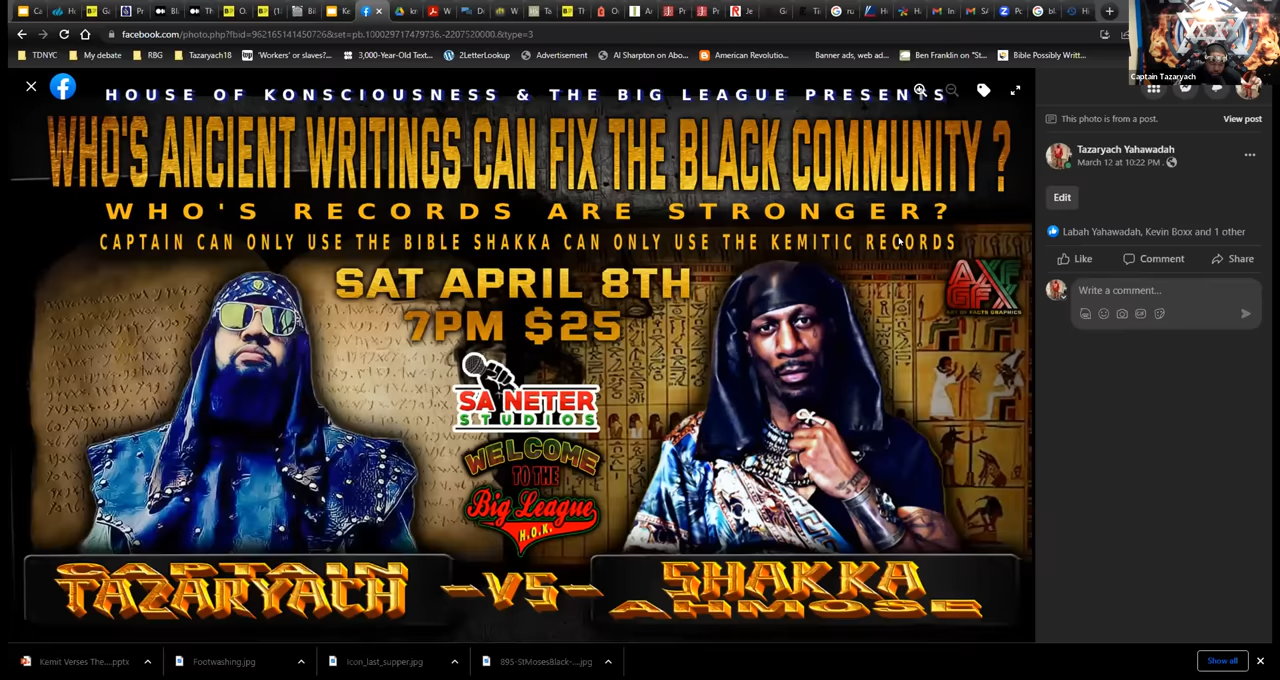 facebook.com/photo.php?fbid=962165141450726&set=pb.100029717479736.-2207520000.&type=3
TDNYC My debate RBG Tazaryach18 'Workers' or slaves?... 3,000-Year-Old Text... 2LetterLookup Advertisement Al Sharpton on Abo... American Revolutio... Banner ads, web ad... Ben Franklin on "St... Bible Possibly Writt...
Captain Tazaryach
HOUSE OF KONSCIOUSNESS & THE BIG LEAGUE PRESENTS
WHO'S ANCIENT WRITINGS CAN FIX THE BLACK COMMUNITY ?
WHO'S RECORDS ARE STRONGER?
CAPTAIN CAN ONLY USE THE BIBLE SHAKKA CAN ONLY USE THE KEMITIC RECORDS
SAT APRIL 8TH
7PM $25
AXF
GFX
ART OF FACTS GRAPHICS
SA NETER
STUDIOS
WELCOME
TO THE
Big League
H.O.K.
CAPTAIN
TAZARYACH
-VS-
SHAKKA
AHMOSE
This photo is from a post.
View post
Tazaryach Yahawadah
March 12 at 10:22 PM
Edit
Labah Yahawadah, Kevin Boxx and 1 other
Like Comment Share
Write a comment...
Kemit Verses The....pptx
Footwashing.jpg
Icon_last_supper.jpg
895-StMosesBlack-....jpg
Show all